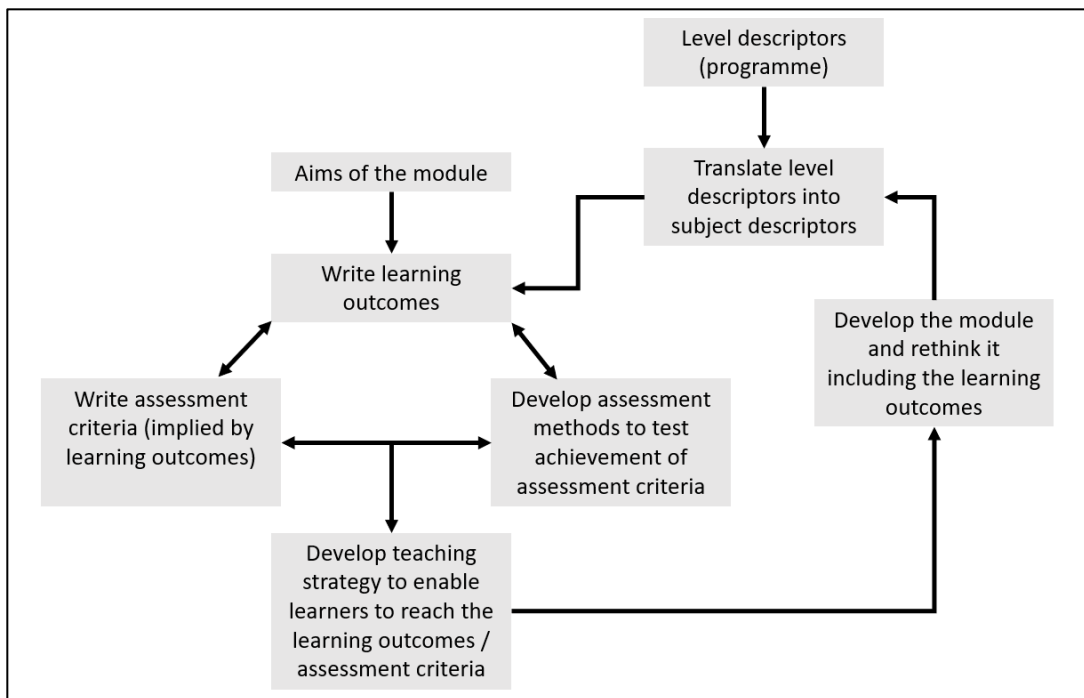 Level descriptors
(programme)
Translate level
descriptors into
subject descriptors
Aims of the module
Write learning
outcomes
Develop the module
and rethink it
including the learning
outcomes
Write assessment
criteria (implied by
learning outcomes)
Develop assessment
methods to test
achievement of
assessment criteria
Develop teaching
strategy to enable
learners to reach the
learning outcomes /
assessment criteria